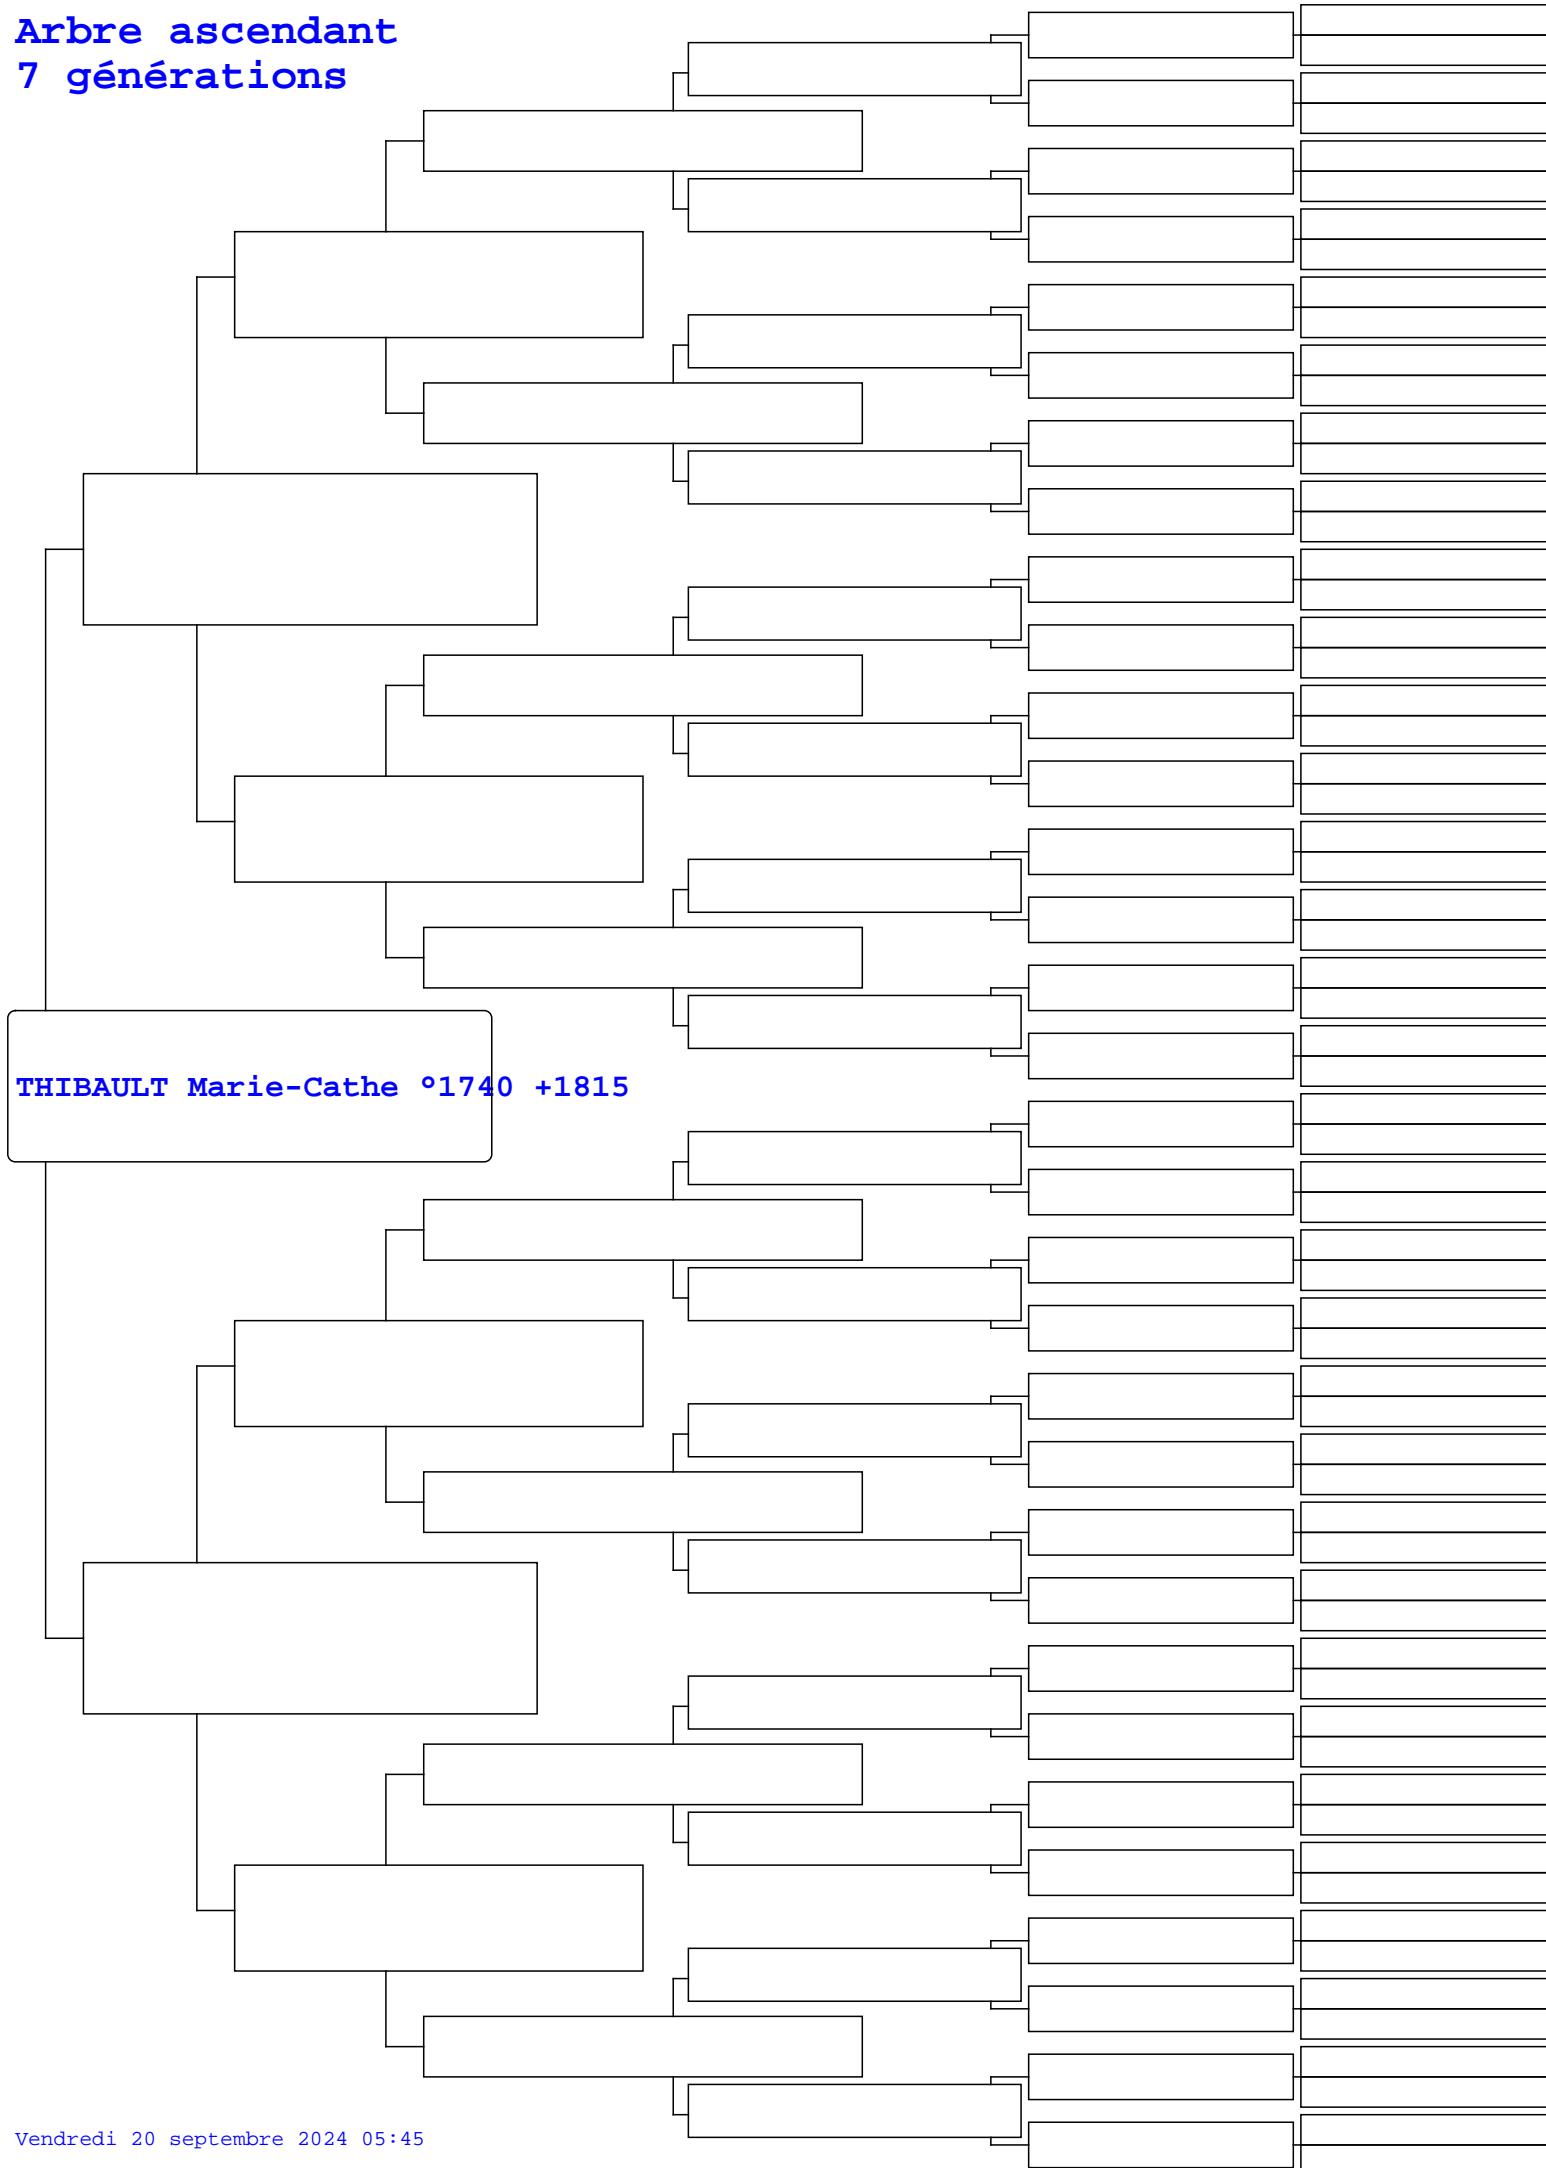 Arbre ascendant
7 générations
THIBAULT Marie-Cathe °1740 +1815
Vendredi 20 septembre 2024 05:45